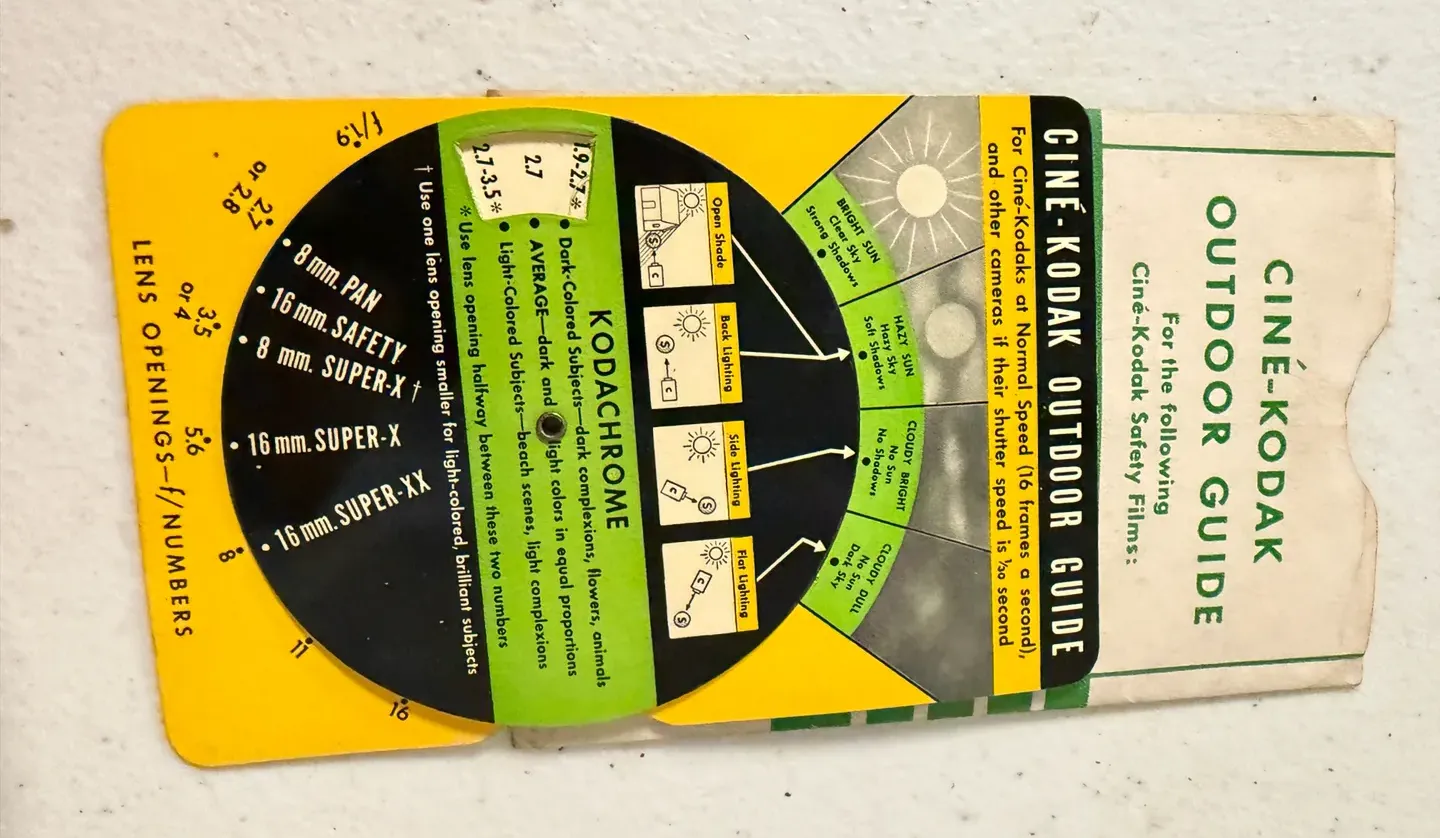 CINÉ-KODAK
OUTDOOR GUIDE
For the following
Ciné-Kodak Safety Films:
CINÉ-KODAK OUTDOOR GUIDE
For Ciné-Kodaks at Normal Speed (16 frames a second),
and other cameras if their shutter speed is 1/30 second
BRIGHT SUN
Clear Sky
Strong Shadows
HAZY SUN
Hazy Sky
Soft Shadows
CLOUDY BRIGHT
No Sun
No Shadows
CLOUDY DULL
No Sun
Dark Sky
Open Shade
S
C
Back Lighting
S
C
Side Lighting
S
C
Flat Lighting
C
S
KODACHROME
1.9-2.7* • Dark-Colored Subjects—dark complexions, flowers, animals
2.7 • AVERAGE—dark and light colors in equal proportions
2.7-3.5* • Light-Colored Subjects—beach scenes, light complexions
* Use lens opening halfway between these two numbers
† Use one lens opening smaller for light-colored, brilliant subjects
• 8 mm. PAN
• 16 mm. SAFETY
• 8 mm. SUPER-X †
• 16 mm. SUPER-X
• 16 mm. SUPER-XX
f/1.9
2.7
or 2.8
3.5
or 4
5.6
8
11
16
LENS OPENINGS—f/NUMBERS